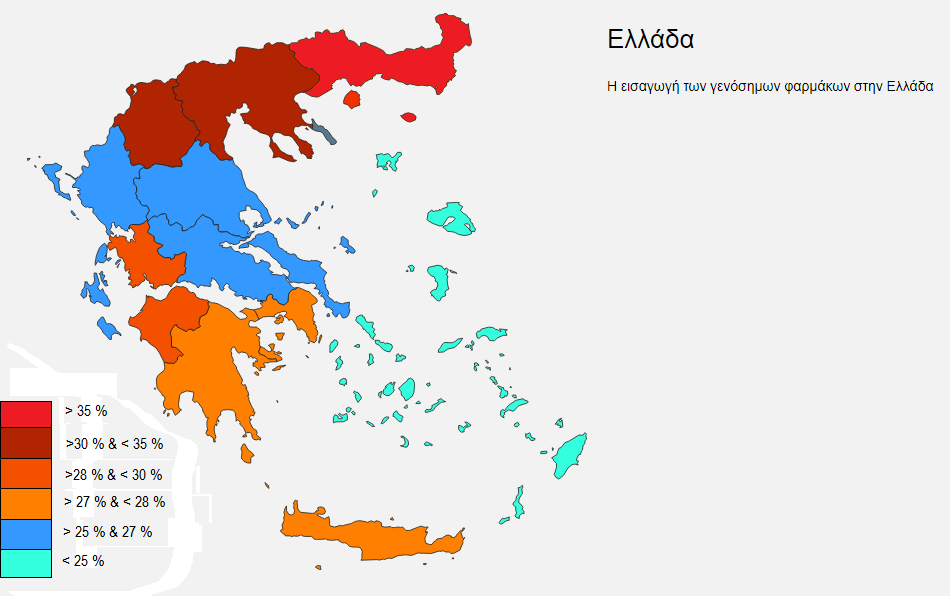 Ελλάδα
Η εισαγωγή των γενόσημων φαρμάκων στην Ελλάδα
> 35 %
>30 % & < 35 %
>28 % & < 30 %
> 27 % & < 28 %
> 25 % & 27 %
< 25 %